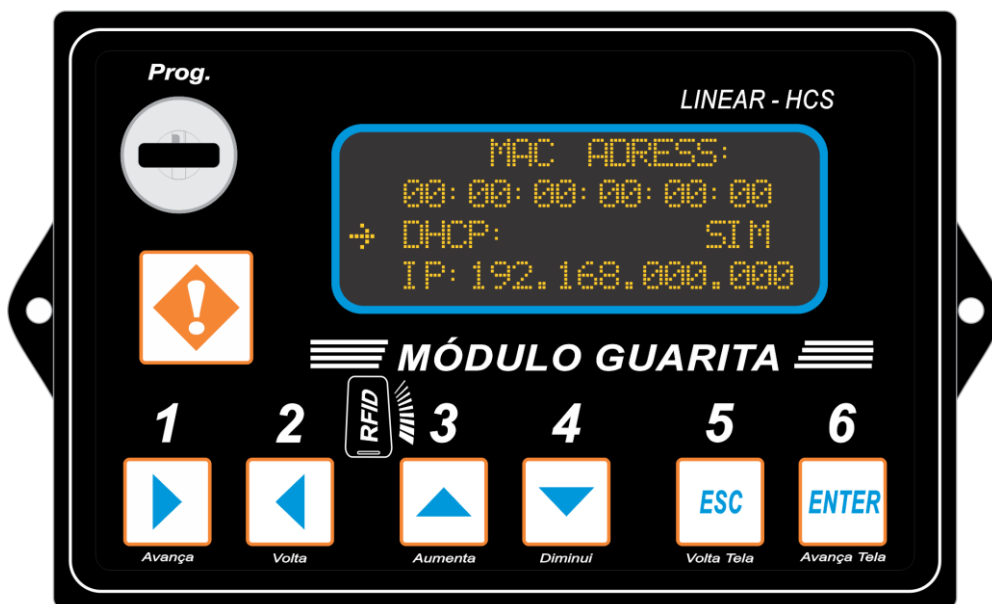 Prog.
LINEAR - HCS
MAC ADRESS:
00:00:00:00:00:00
DHCP: SIM
IP:192.168.000.000
!
MÓDULO GUARITA
RFID
1 2 3 4 5 6
ESC ENTER
Avança Volta Aumenta Diminui Volta Tela Avança Tela